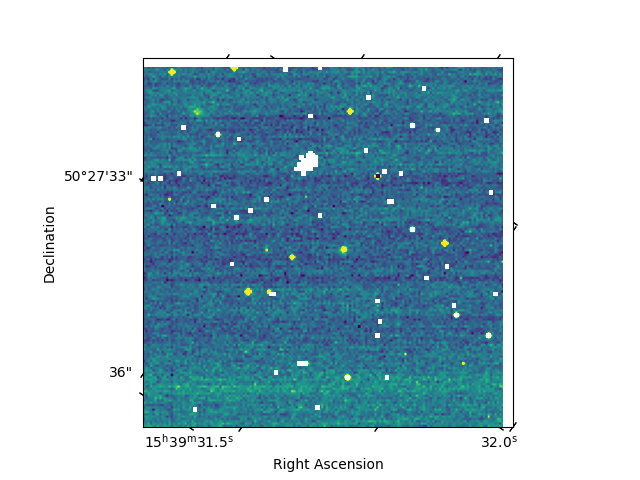 50°27'33"
Declination
36"
15ʰ39ᵐ31.5ˢ
32.0ˢ
Right Ascension